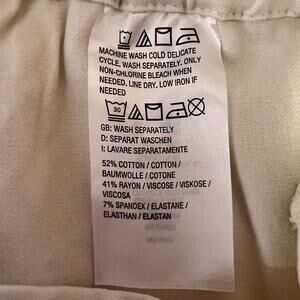 MACHINE WASH COLD DELICATE
CYCLE. WASH SEPARATELY. ONLY
NON-CHLORINE BLEACH WHEN
NEEDED. LINE DRY. LOW IRON IF
NEEDED
30
GB: WASH SEPARATELY
D: SEPARAT WASCHEN
I: LAVARE SEPARATAMENTE
52% COTTON / COTTON /
BAUMWOLLE / COTONE
41% RAYON / VISCOSE / VISKOSE /
VISCOSA
7% SPANDEX / ELASTANE /
ELASTHAN / ELASTAN